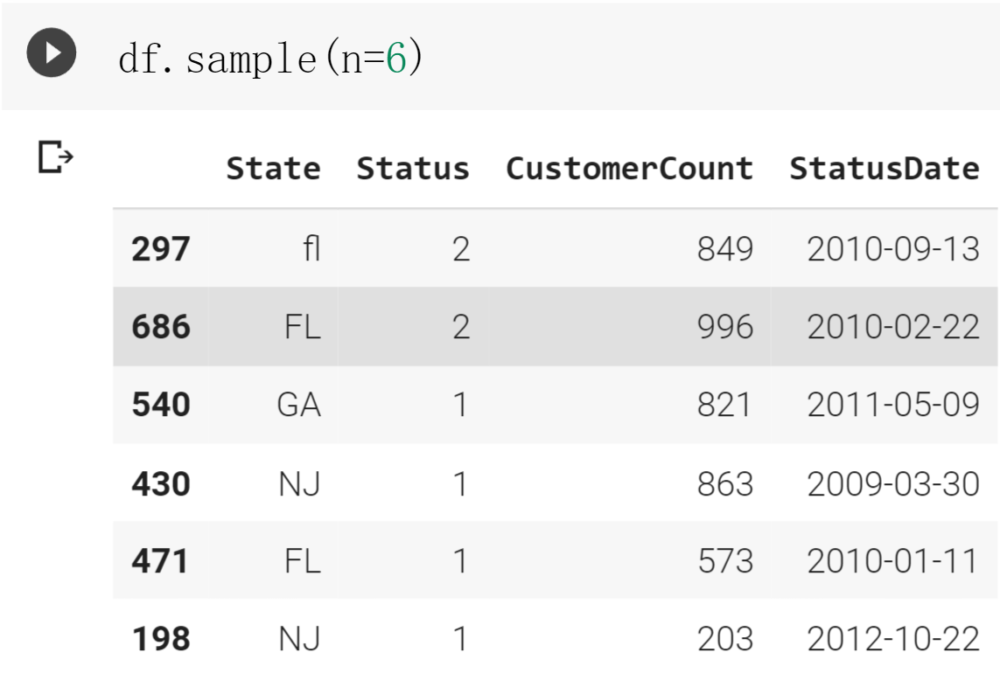 df.sample(n=6)
State Status CustomerCount StatusDate
297 fl 2 849 2010-09-13
686 FL 2 996 2010-02-22
540 GA 1 821 2011-05-09
430 NJ 1 863 2009-03-30
471 FL 1 573 2010-01-11
198 NJ 1 203 2012-10-22